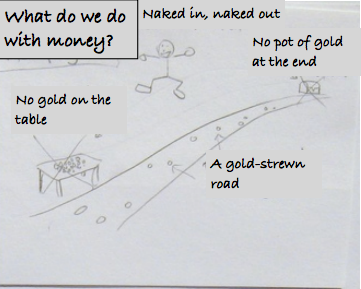 What do we do
with money?
Naked in, naked out
No pot of gold
at the end
No gold on the
table
A gold-strewn
road